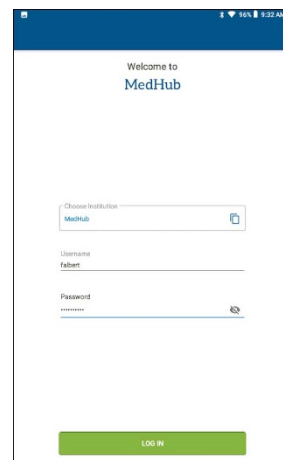 96% 9:32 AM
Welcome to
MedHub
Choose Institution
MedHub
Username
falbert
Password
••••••••••
LOG IN